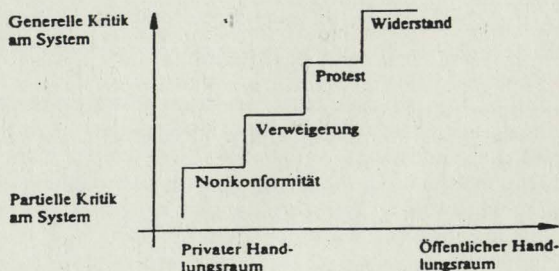 Generelle Kritik
am System
Widerstand
Protest
Verweigerung
Nonkonformität
Partielle Kritik
am System
Privater Hand-
lungsraum
Öffentlicher Hand-
lungsraum